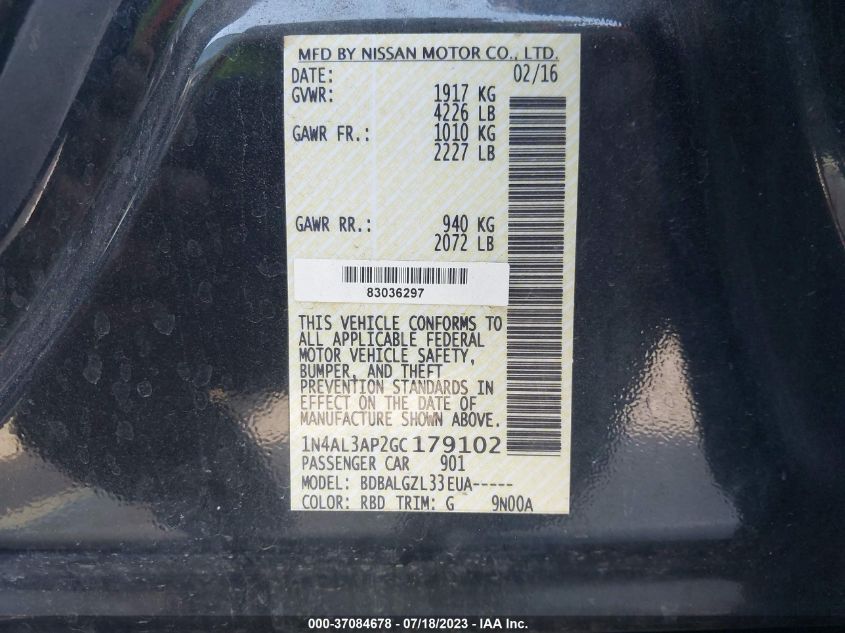 MFD BY NISSAN MOTOR CO., LTD.
DATE: 02/16
GVWR: 1917 KG
4226 LB
GAWR FR.: 1010 KG
2227 LB
GAWR RR.: 940 KG
2072 LB
83036297
THIS VEHICLE CONFORMS TO
ALL APPLICABLE FEDERAL
MOTOR VEHICLE SAFETY,
BUMPER, AND THEFT
PREVENTION STANDARDS IN
EFFECT ON THE DATE OF
MANUFACTURE SHOWN ABOVE.
1N4AL3AP2GC179102
PASSENGER CAR 901
MODEL: BDBALGZL33EUA-----
COLOR: RBD TRIM: G 9N00A
000-37084678 - 07/18/2023 - IAA Inc.